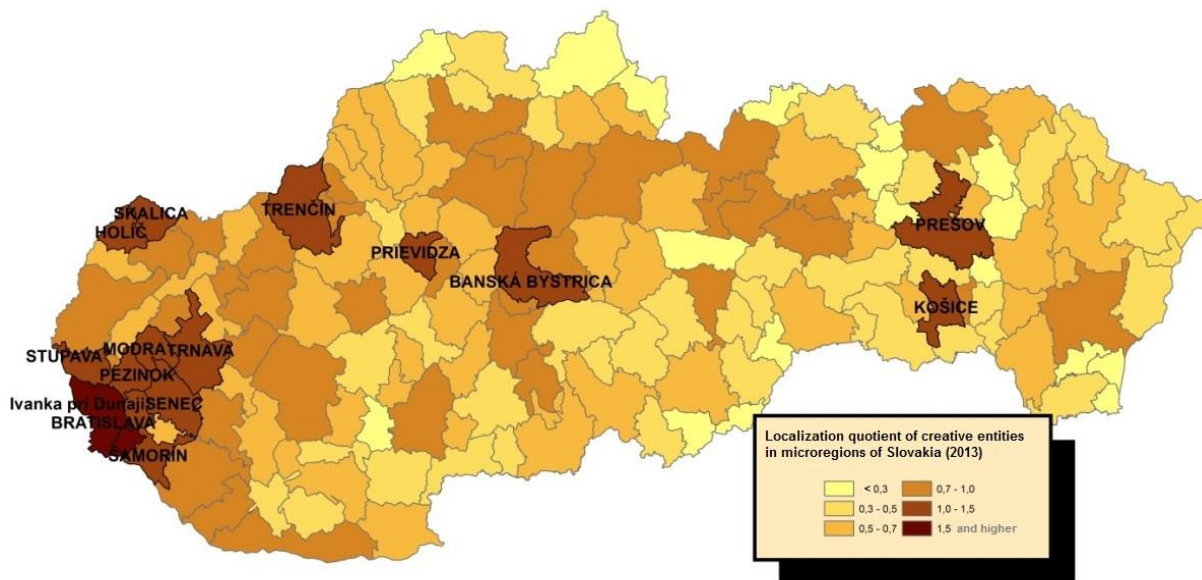 SKALICA
HOLÍČ
TRENČÍN
PRIEVIDZA
BANSKÁ BYSTRICA
PREŠOV
KOŠICE
STUPAVA
MODRA
TRNAVA
PEZINOK
Ivanka pri Dunaji
SENEC
BRATISLAVA
ŠAMORÍN
Localization quotient of creative entities
in microregions of Slovakia (2013)
< 0,3
0,3 - 0,5
0,5 - 0,7
0,7 - 1,0
1,0 - 1,5
1,5 and higher